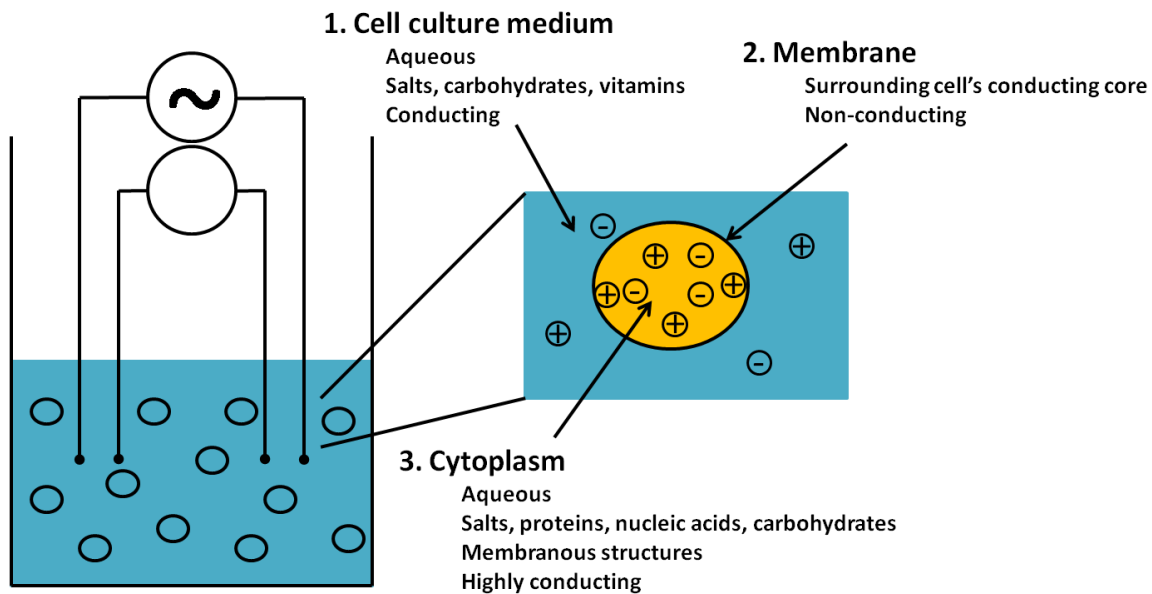 1. Cell culture medium
Aqueous
Salts, carbohydrates, vitamins
Conducting
2. Membrane
Surrounding cell's conducting core
Non-conducting
3. Cytoplasm
Aqueous
Salts, proteins, nucleic acids, carbohydrates
Membranous structures
Highly conducting